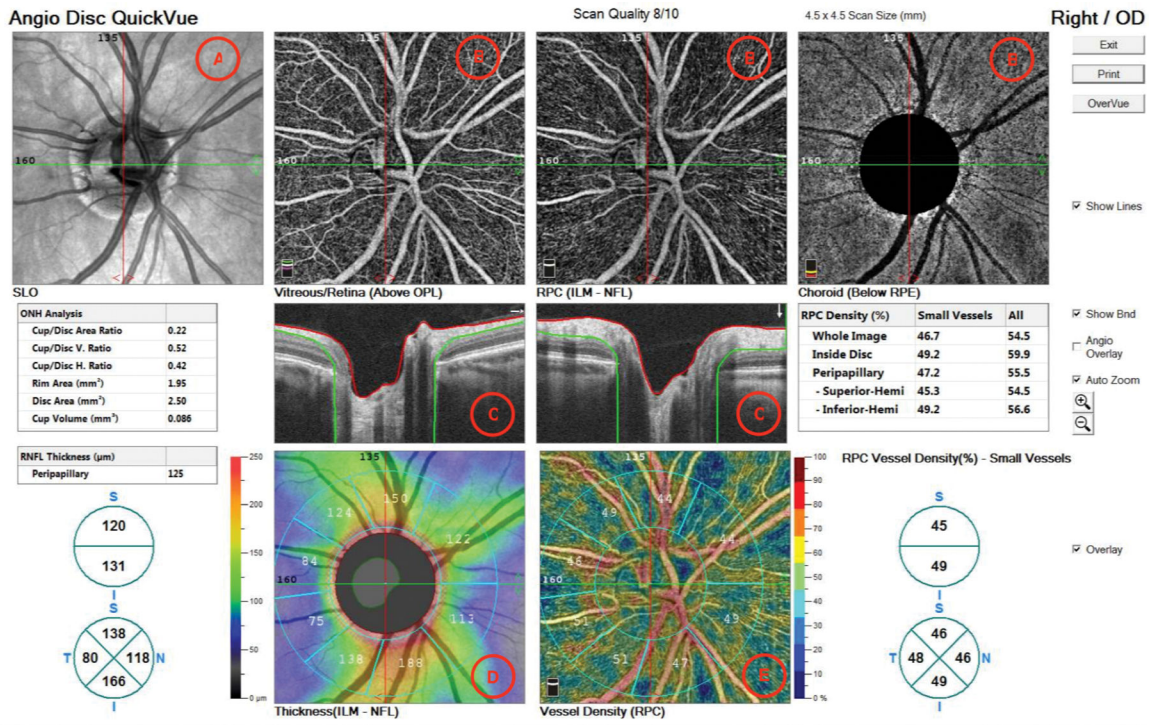 Angio Disc QuickVue
Scan Quality 8/10
4.5 x 4.5 Scan Size (mm)
Right / OD
135
A
160
SLO
135
B
Vitreous/Retina (Above OPL)
135
B
160
RPC (ILM - NFL)
135
B
160
Choroid (Below RPE)
Exit
Print
OverVue
Show Lines
Show Bnd
Angio
Overlay
Auto Zoom
Overlay
ONH Analysis
Cup/Disc Area Ratio 0.22
Cup/Disc V. Ratio 0.52
Cup/Disc H. Ratio 0.42
Rim Area (mm²) 1.95
Disc Area (mm²) 2.50
Cup Volume (mm³) 0.086
C
C
RPC Density (%) Small Vessels All
Whole Image 46.7 54.5
Inside Disc 49.2 59.9
Peripapillary 47.2 55.5
- Superior-Hemi 45.3 54.5
- Inferior-Hemi 49.2 56.6
RNFL Thickness (µm)
Peripapillary 125
S
120
131
I
S
138
T 80 118 N
166
I
250
200
150
100
50
0 µm
135
150
124
122
84
160
75
113
138
188
D
Thickness(ILM - NFL)
135
44
49
44
46
160
51
49
51
47
E
Vessel Density (RPC)
100
90
80
70
60
50
40
30
20
10
0 %
RPC Vessel Density(%) - Small Vessels
S
45
49
I
S
46
T 48 46 N
49
I